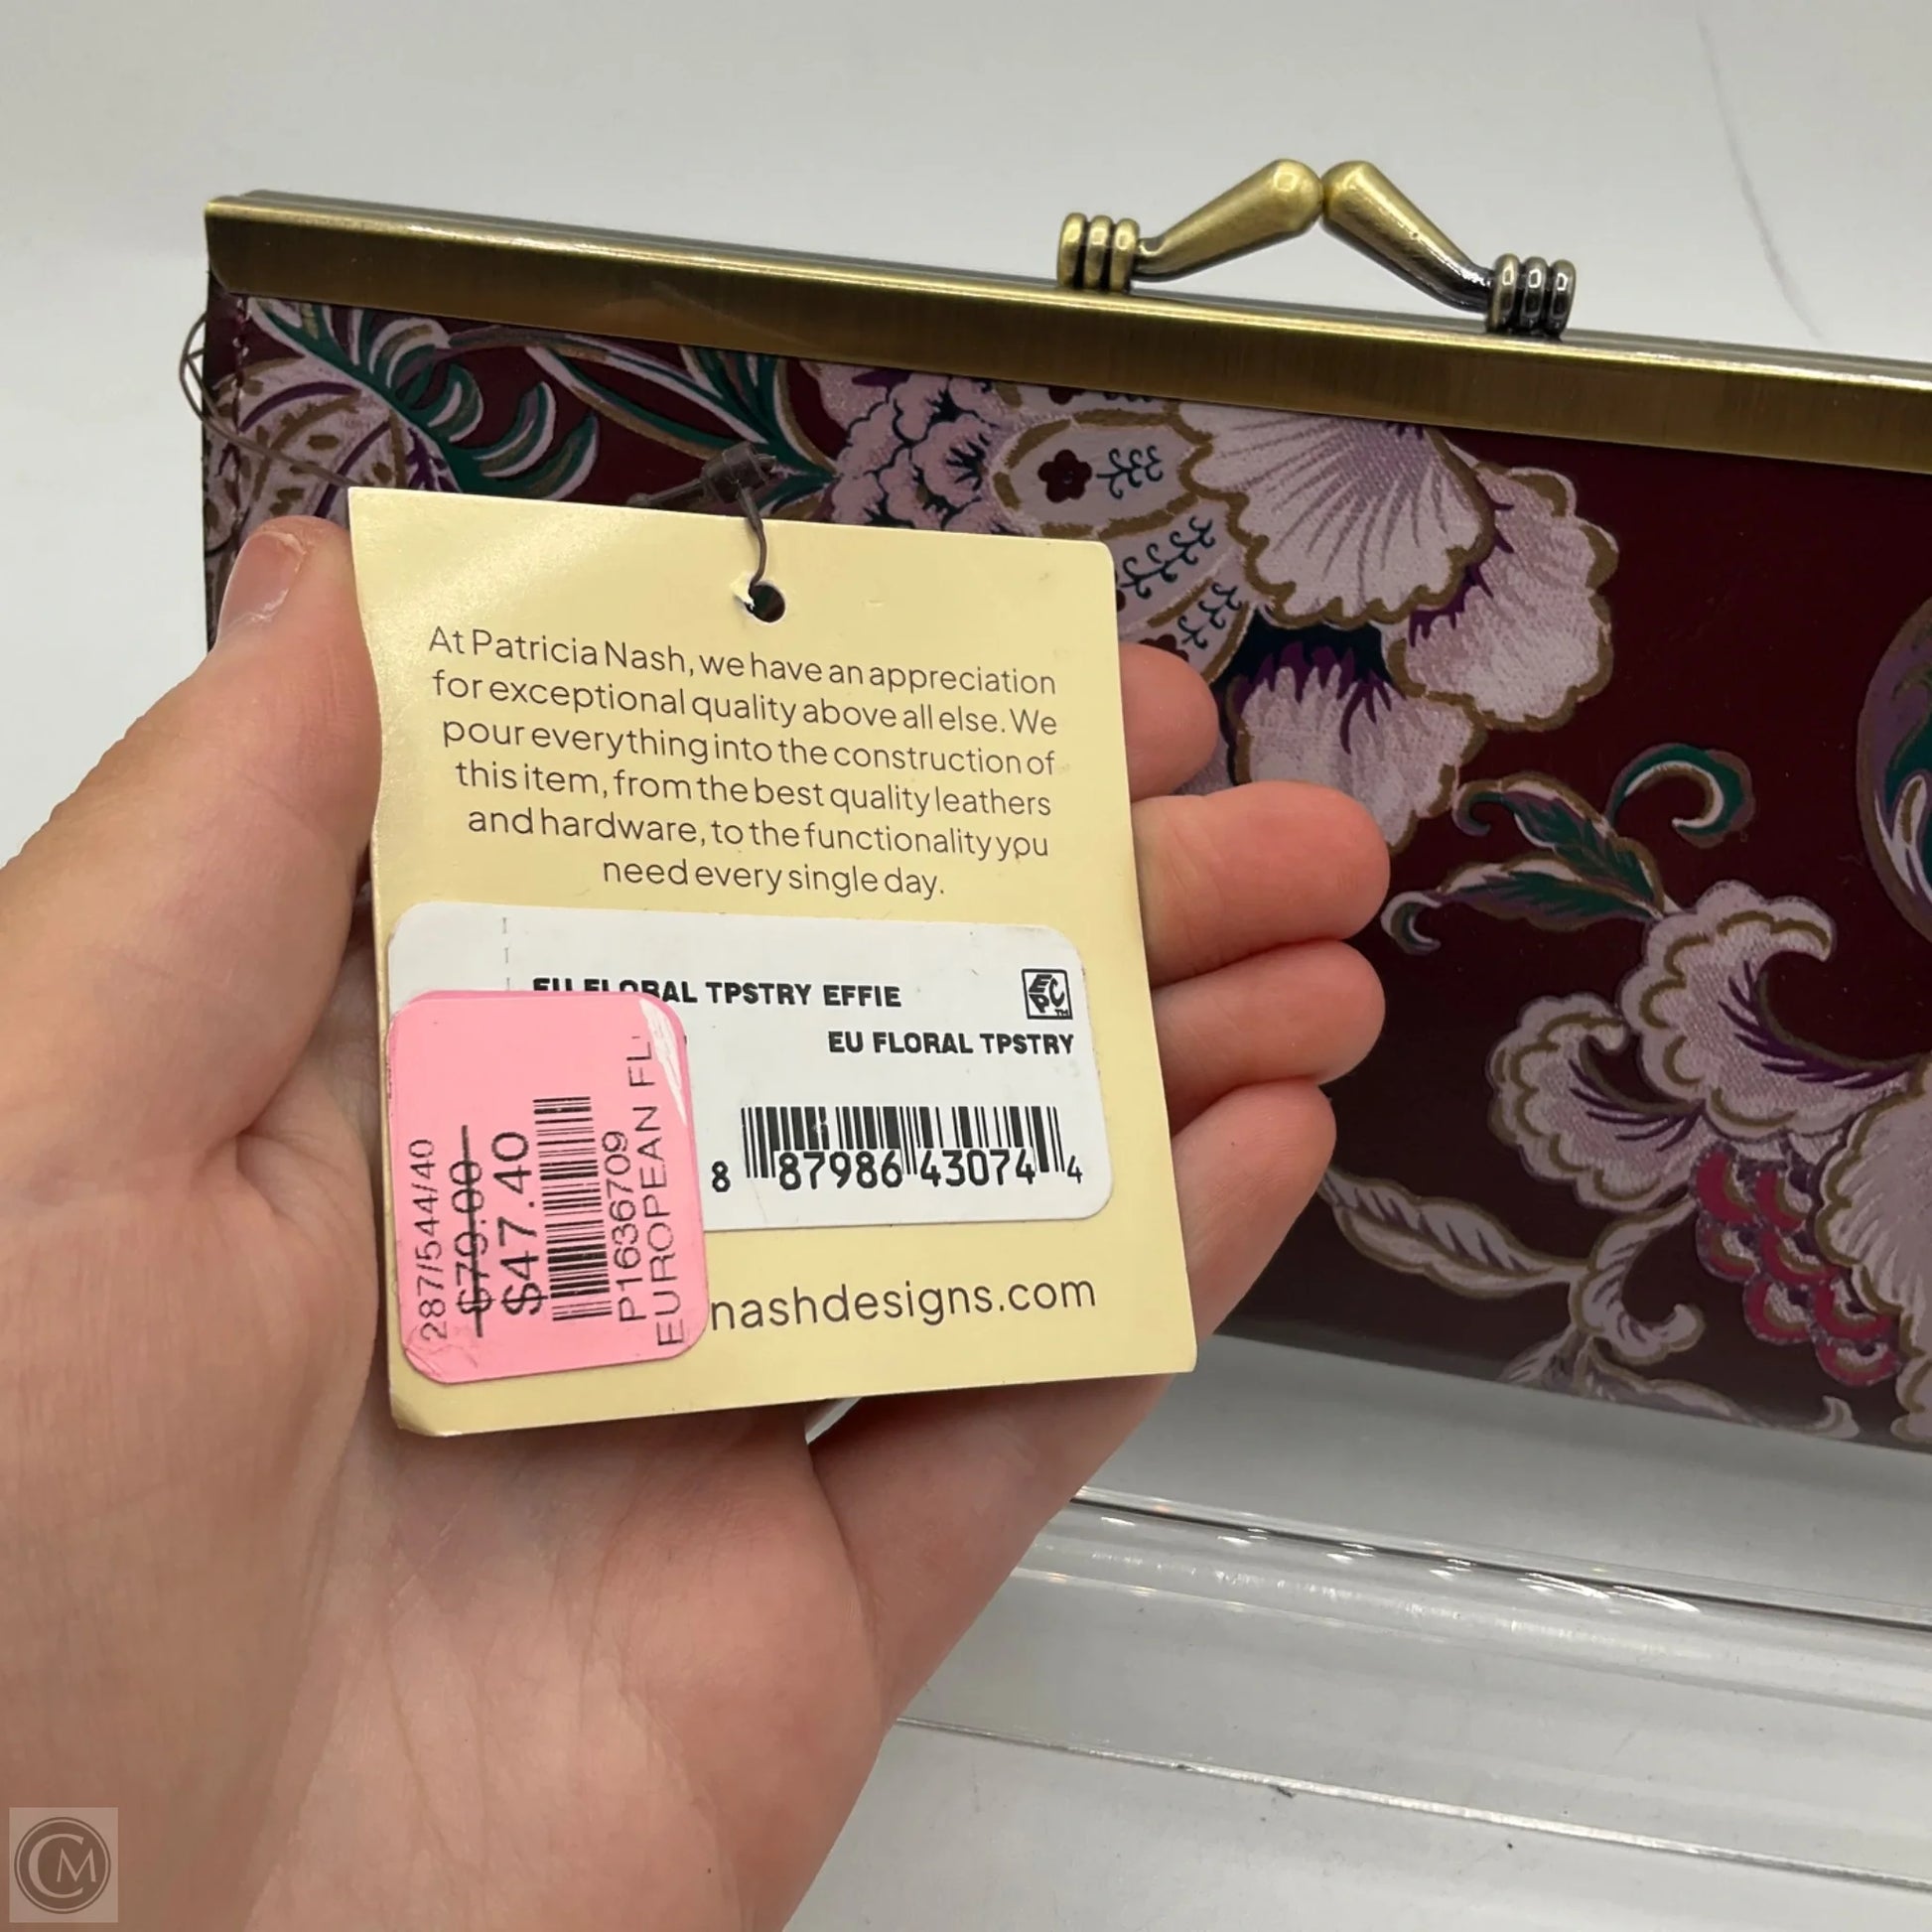 At Patricia Nash, we have an appreciation
for exceptional quality above all else. We
pour everything into the construction of
this item, from the best quality leathers
and hardware, to the functionality you
need every single day.
EU FLORAL TPSTRY EFFIE
EPC™
EU FLORAL TPSTRY
8 87986 43074 4
287/544/40
$79.00
$47.40
P16366709
EUROPEAN FL
nashdesigns.com
CM